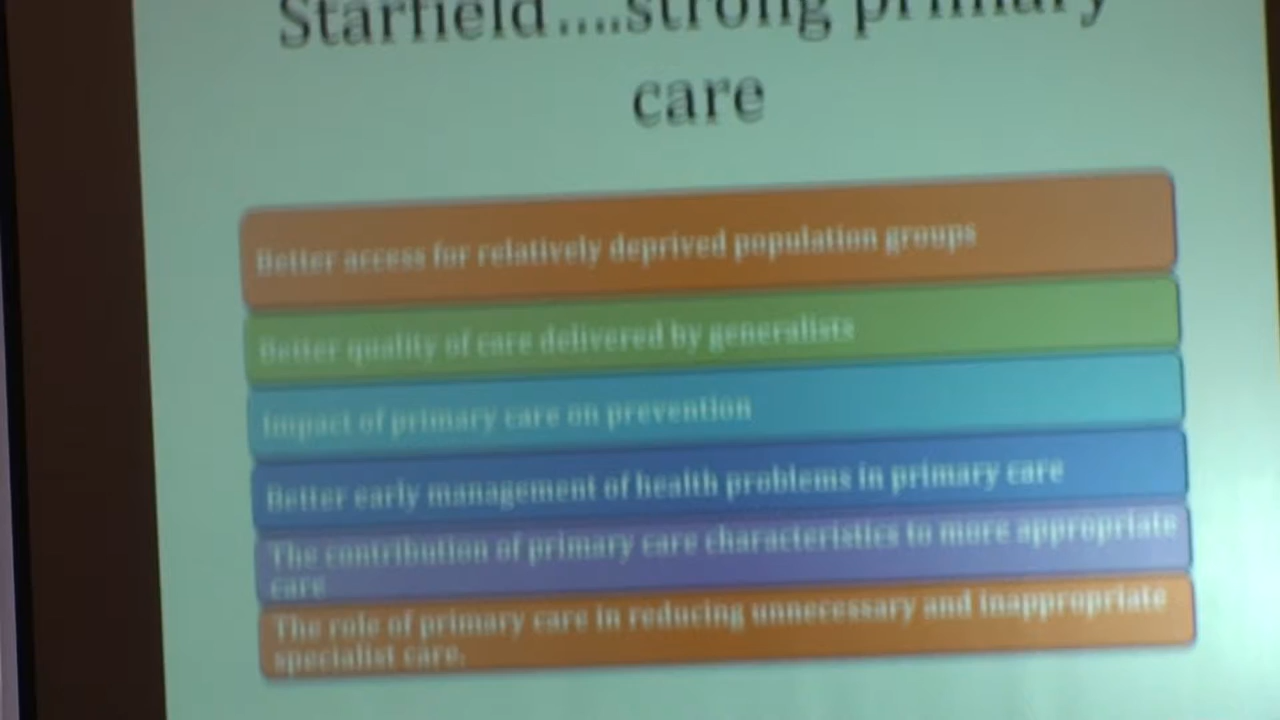 Starfield....strong primary
care
Better access for relatively deprived population groups
Better quality of care delivered by generalists
Impact of primary care on prevention
Better early management of health problems in primary care
The contribution of primary care characteristics to more appropriate
care
The role of primary care in reducing unnecessary and inappropriate
specialist care.